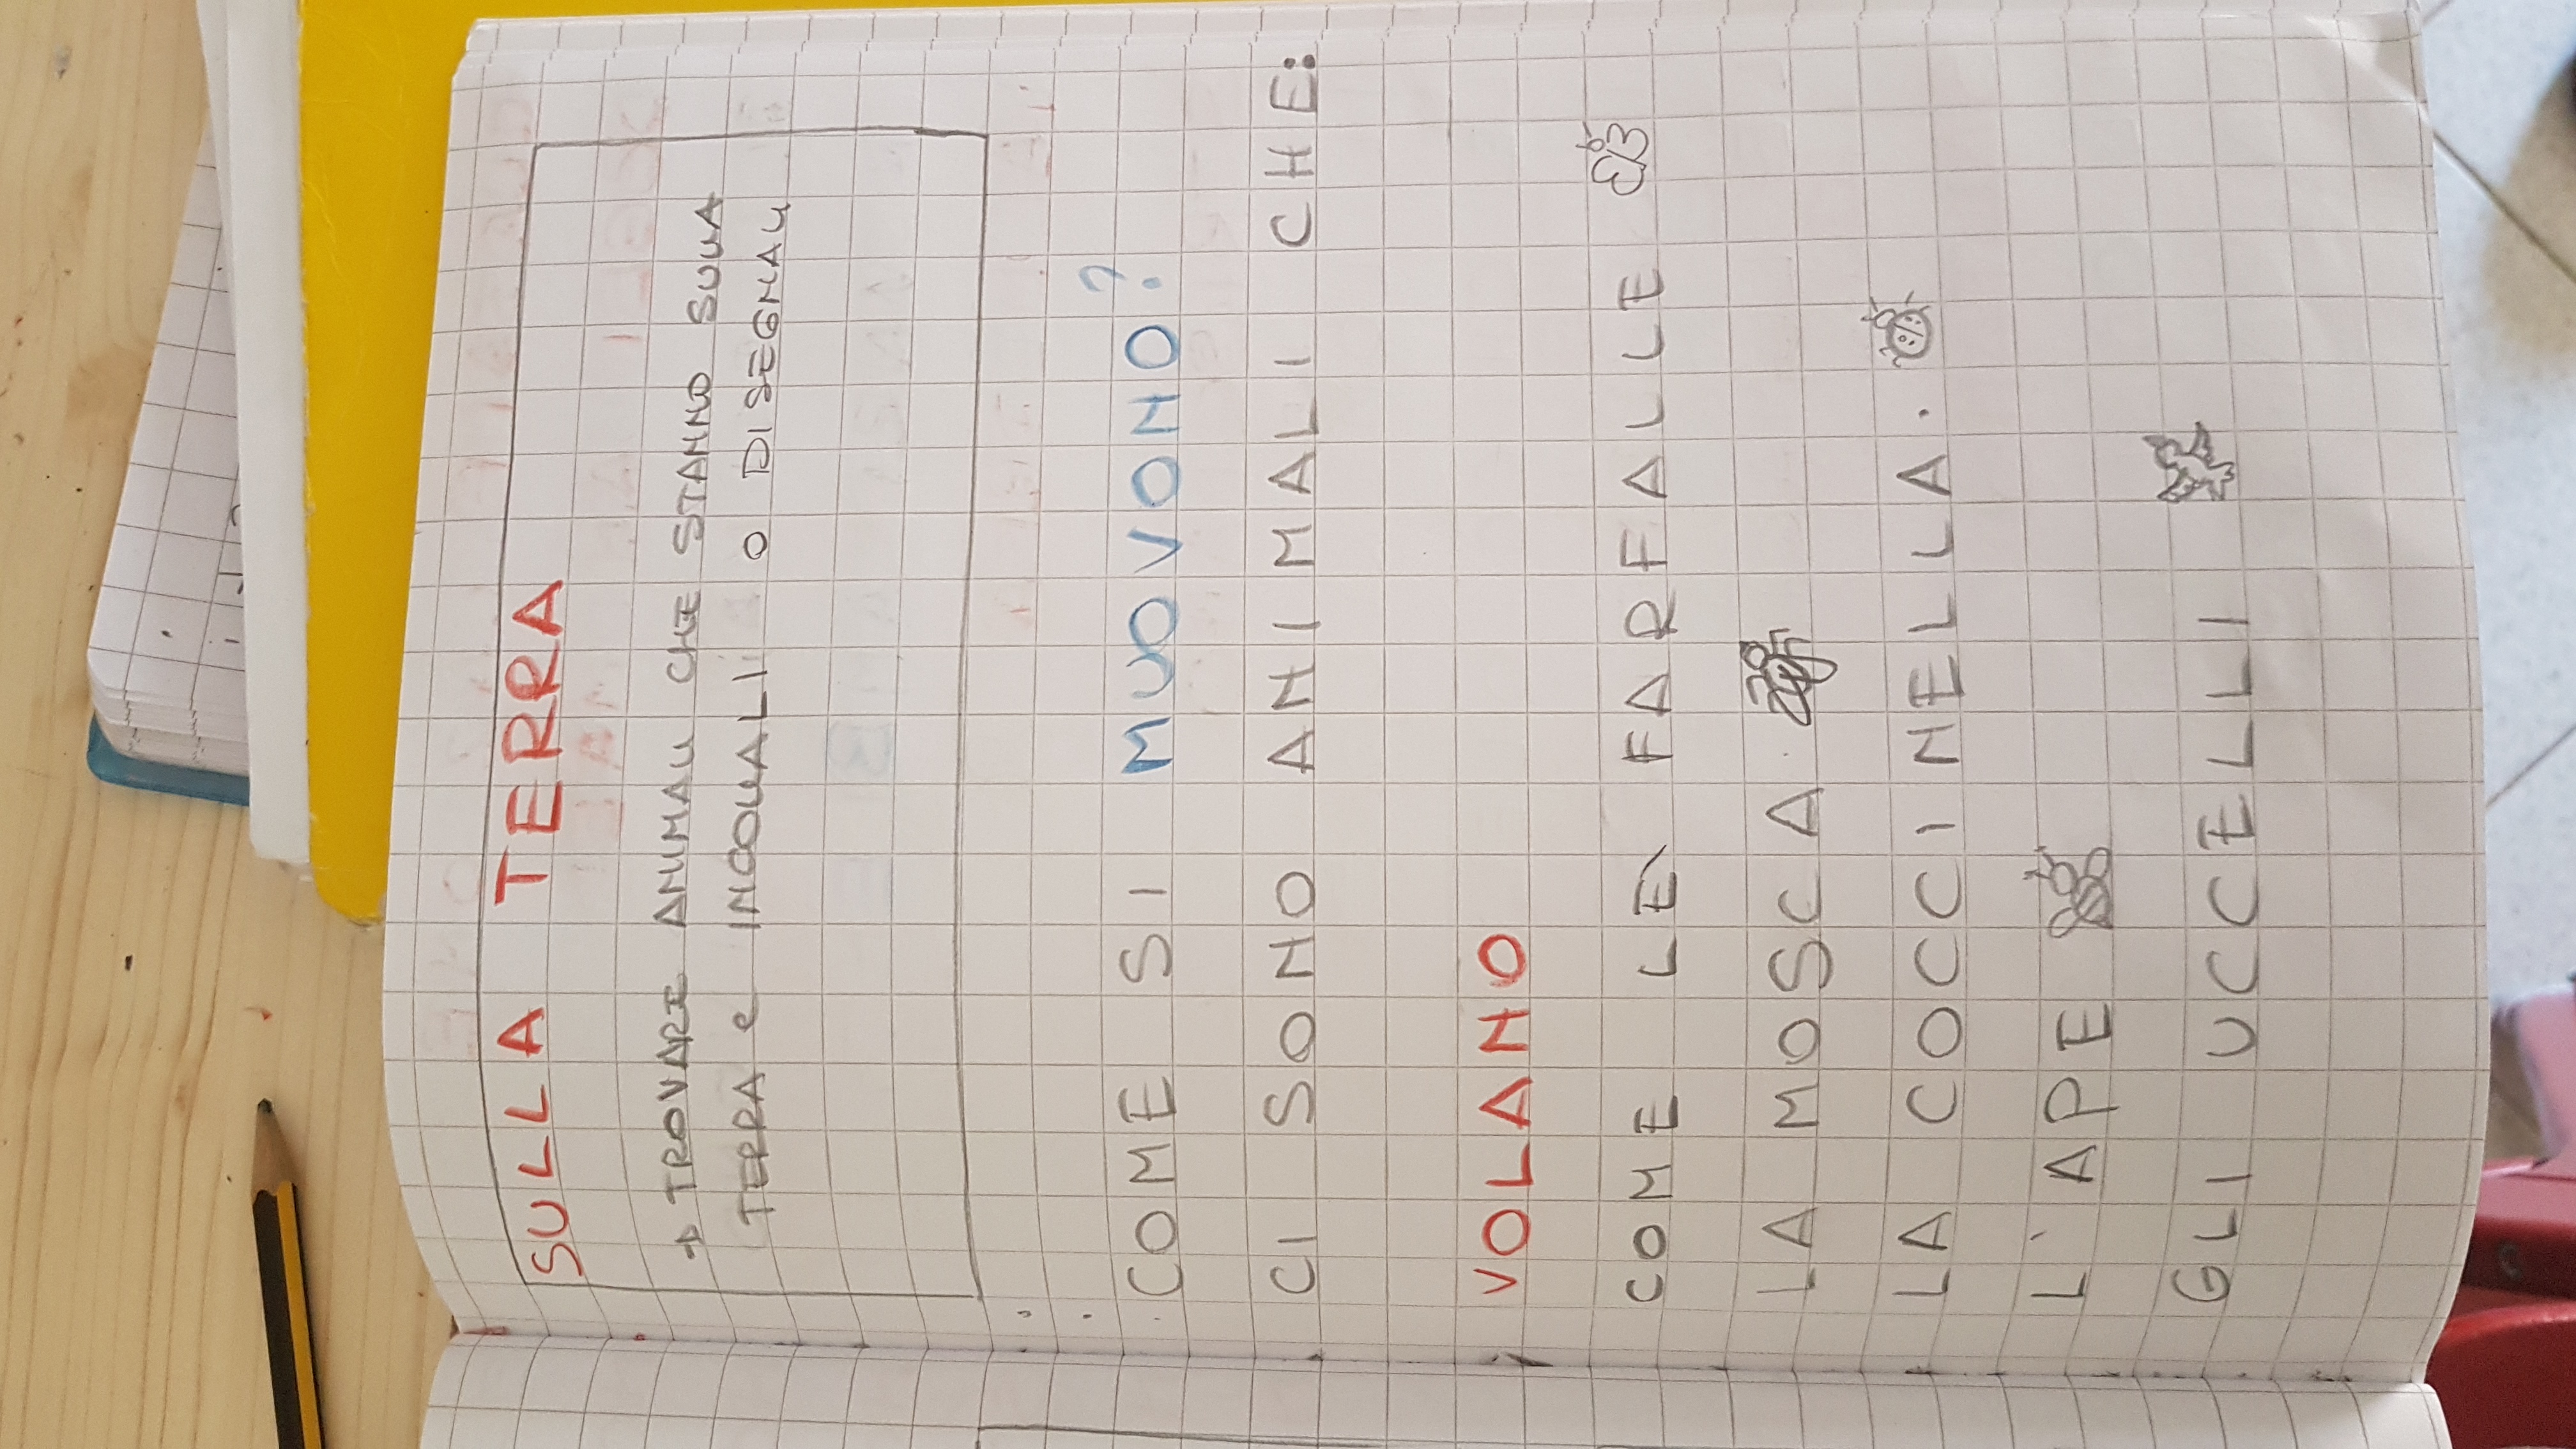 SULLA TERRA
→ TROVARE ANIMALI CHE STANNO SULLA
TERRA e INCOLLALI O DISEGNALI
COME SI MUOVONO?
CI SONO ANIMALI CHE:
VOLANO
COME LE FARFALLE
LA MOSCA
LA COCCINELLA.
L'APE
GLI UCCELLI